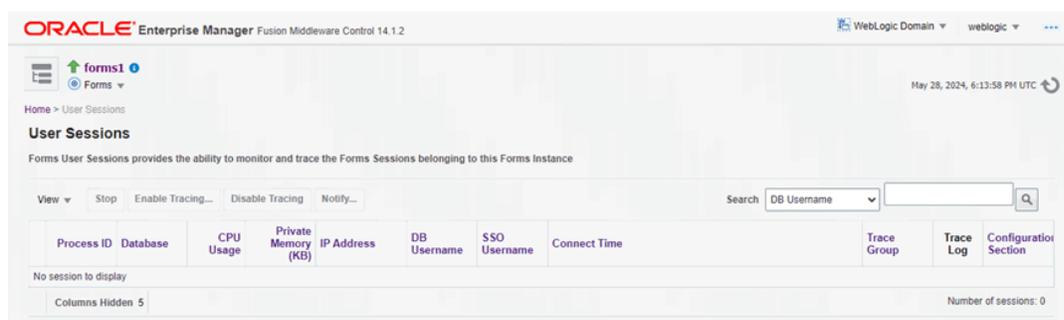 ORACLE Enterprise Manager Fusion Middleware Control 14.1.2 WebLogic Domain weblogic
forms1
Forms May 28, 2024, 6:13:58 PM UTC
Home > User Sessions
User Sessions
Forms User Sessions provides the ability to monitor and trace the Forms Sessions belonging to this Forms Instance
View Stop Enable Tracing... Disable Tracing Notify... Search DB Username
Process ID Database CPU Usage Private Memory (KB) IP Address DB Username SSO Username Connect Time Trace Group Trace Log Configuration Section
No session to display
Columns Hidden 5 Number of sessions: 0